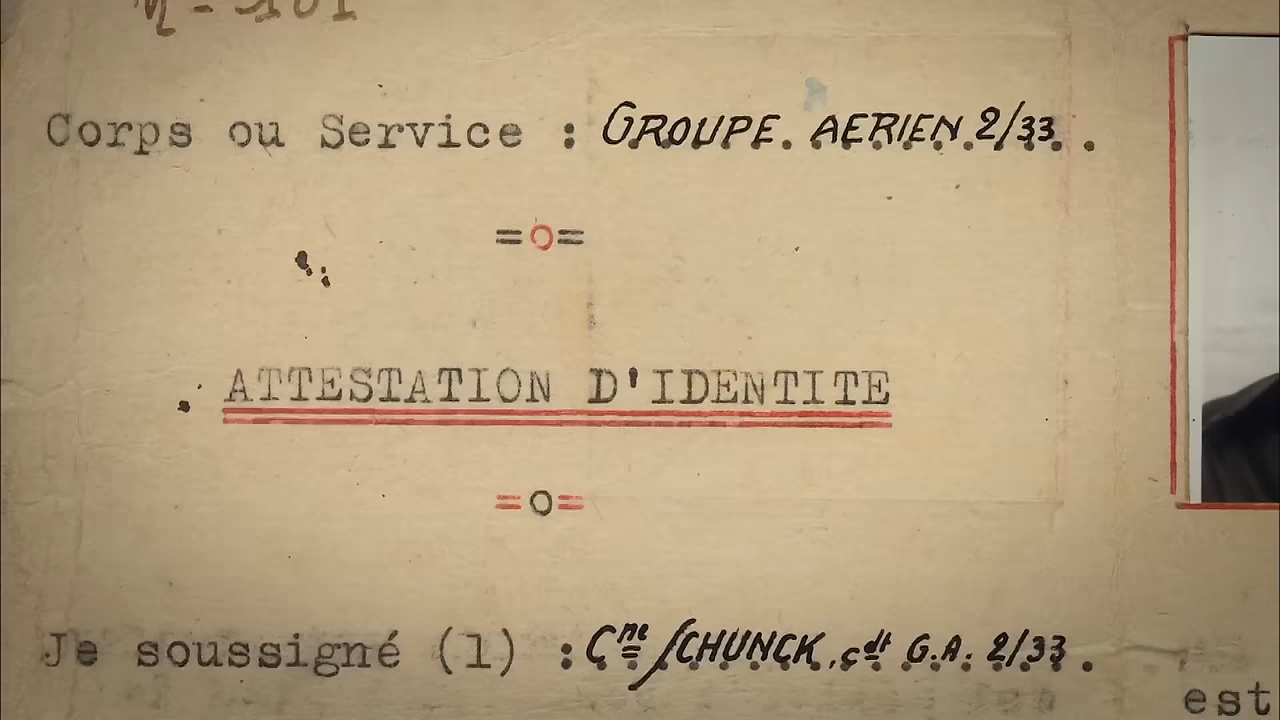 Corps ou Service : GROUPE. AERIEN 2/33..
=o=
ATTESTATION D'IDENTITE
=o=
Je soussigné (1) : Cne SCHUNCK, cdt G.A. 2/33.
est